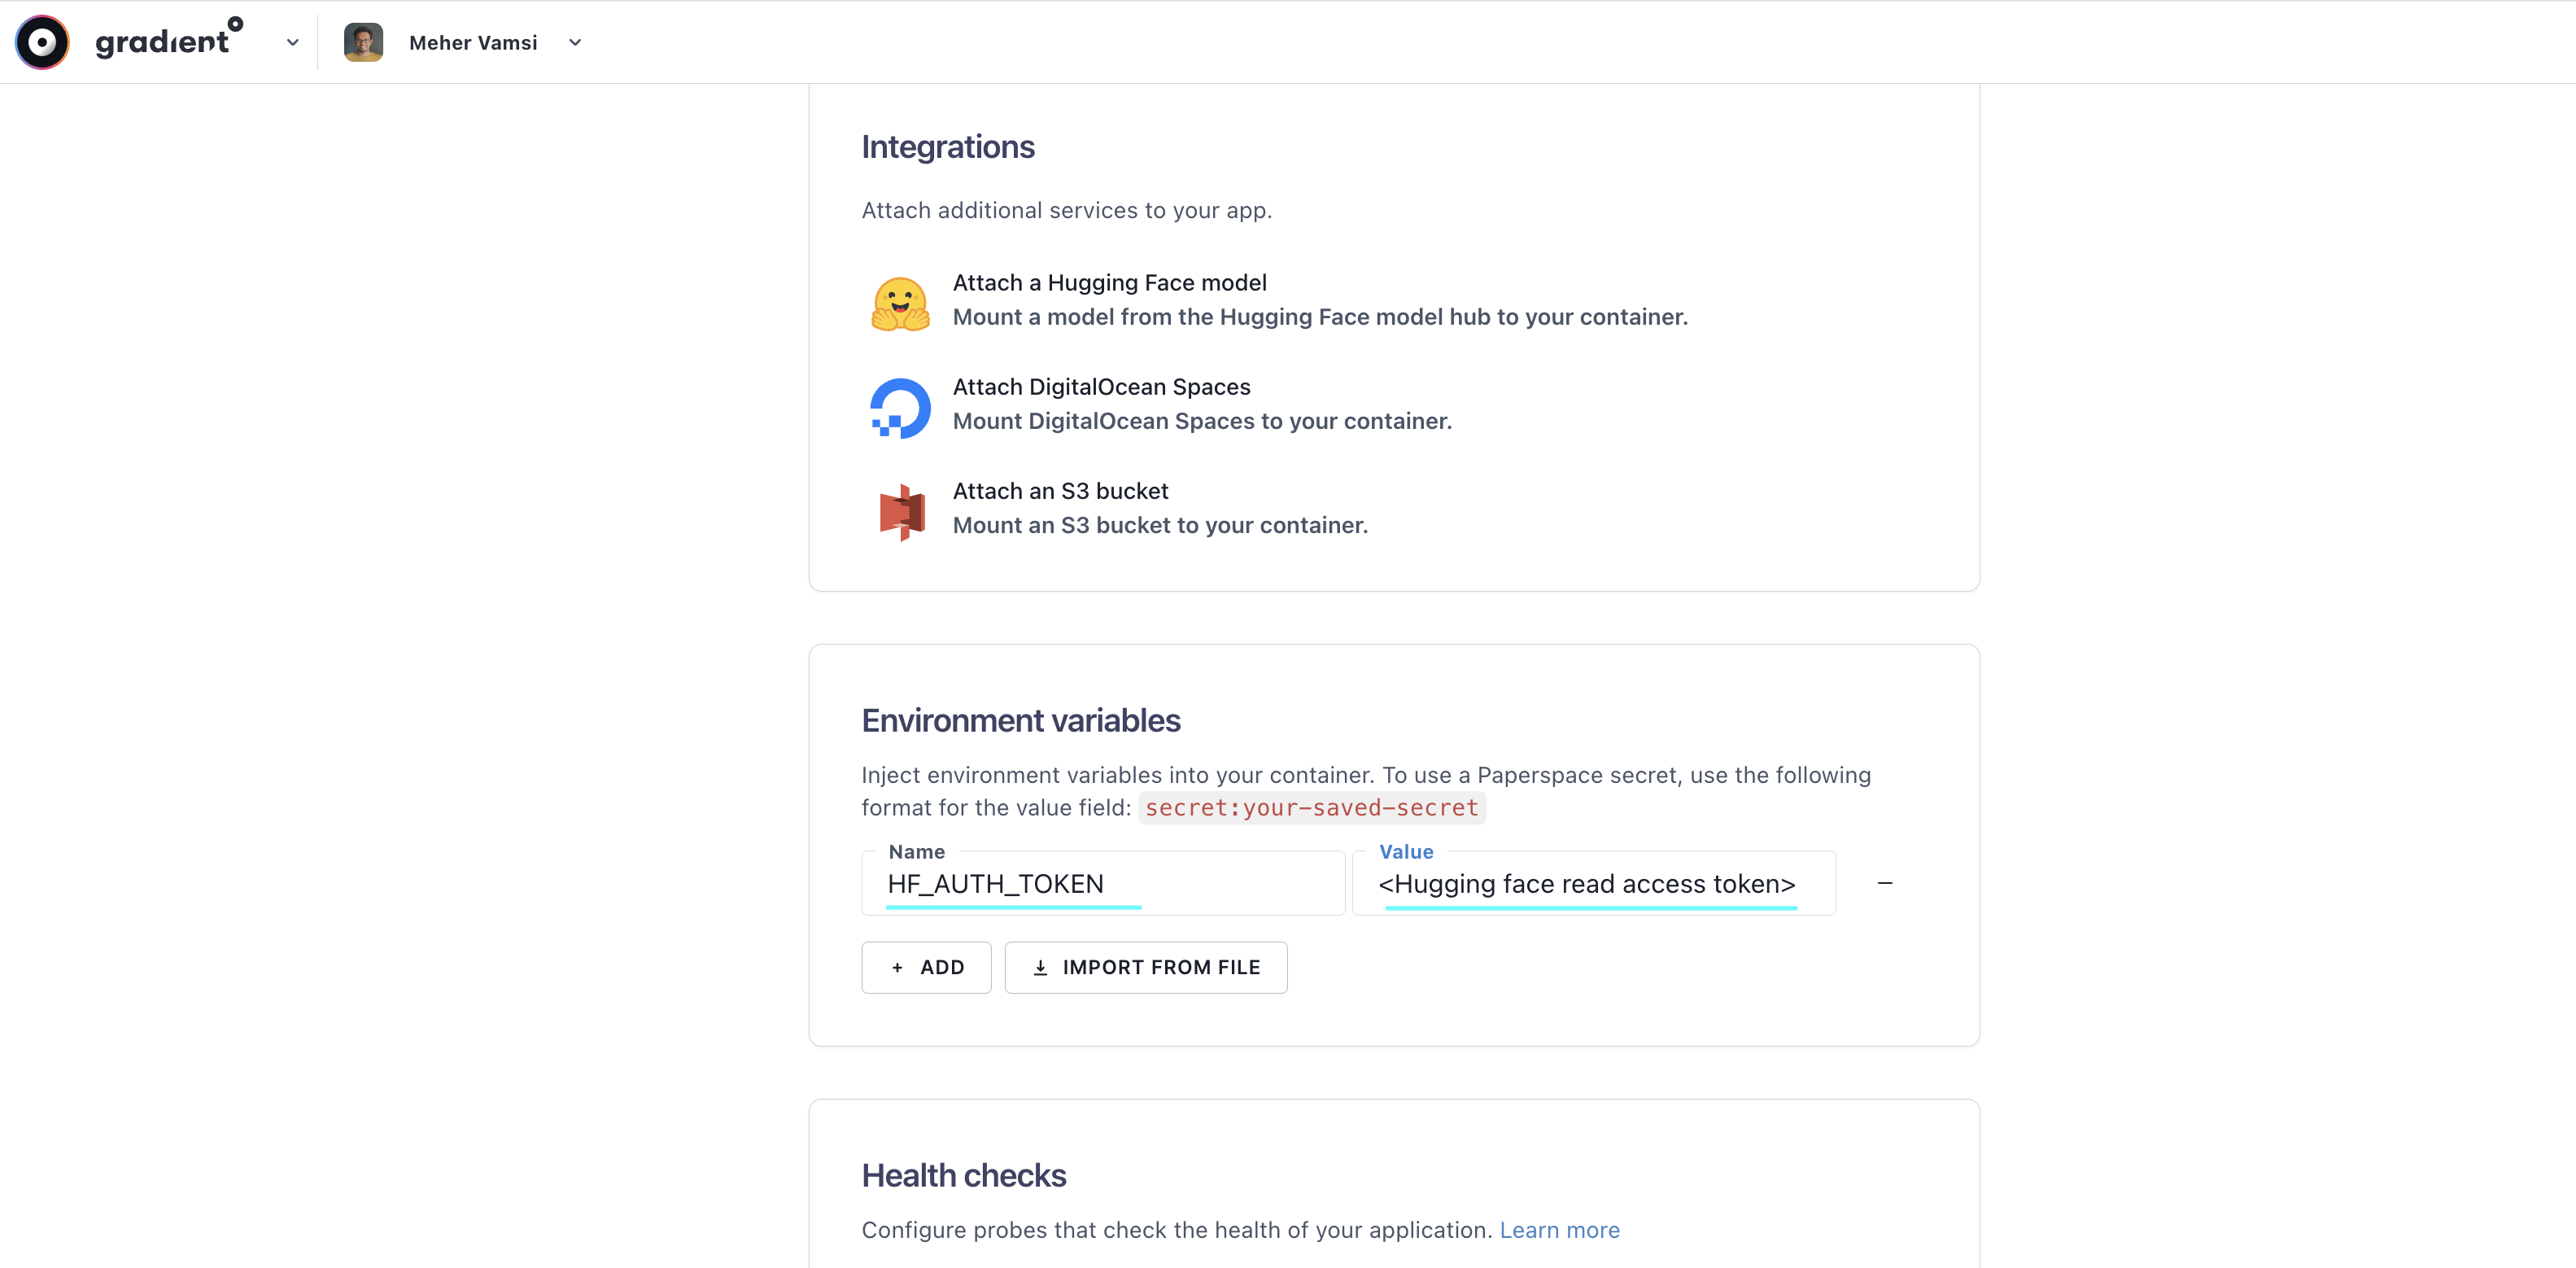 gradient
Meher Vamsi
Integrations
Attach additional services to your app.
Attach a Hugging Face model
Mount a model from the Hugging Face model hub to your container.
Attach DigitalOcean Spaces
Mount DigitalOcean Spaces to your container.
Attach an S3 bucket
Mount an S3 bucket to your container.
Environment variables
Inject environment variables into your container. To use a Paperspace secret, use the following
format for the value field: secret:your-saved-secret
Name
Value
HF_AUTH_TOKEN
<Hugging face read access token>
+ ADD
IMPORT FROM FILE
Health checks
Configure probes that check the health of your application. Learn more